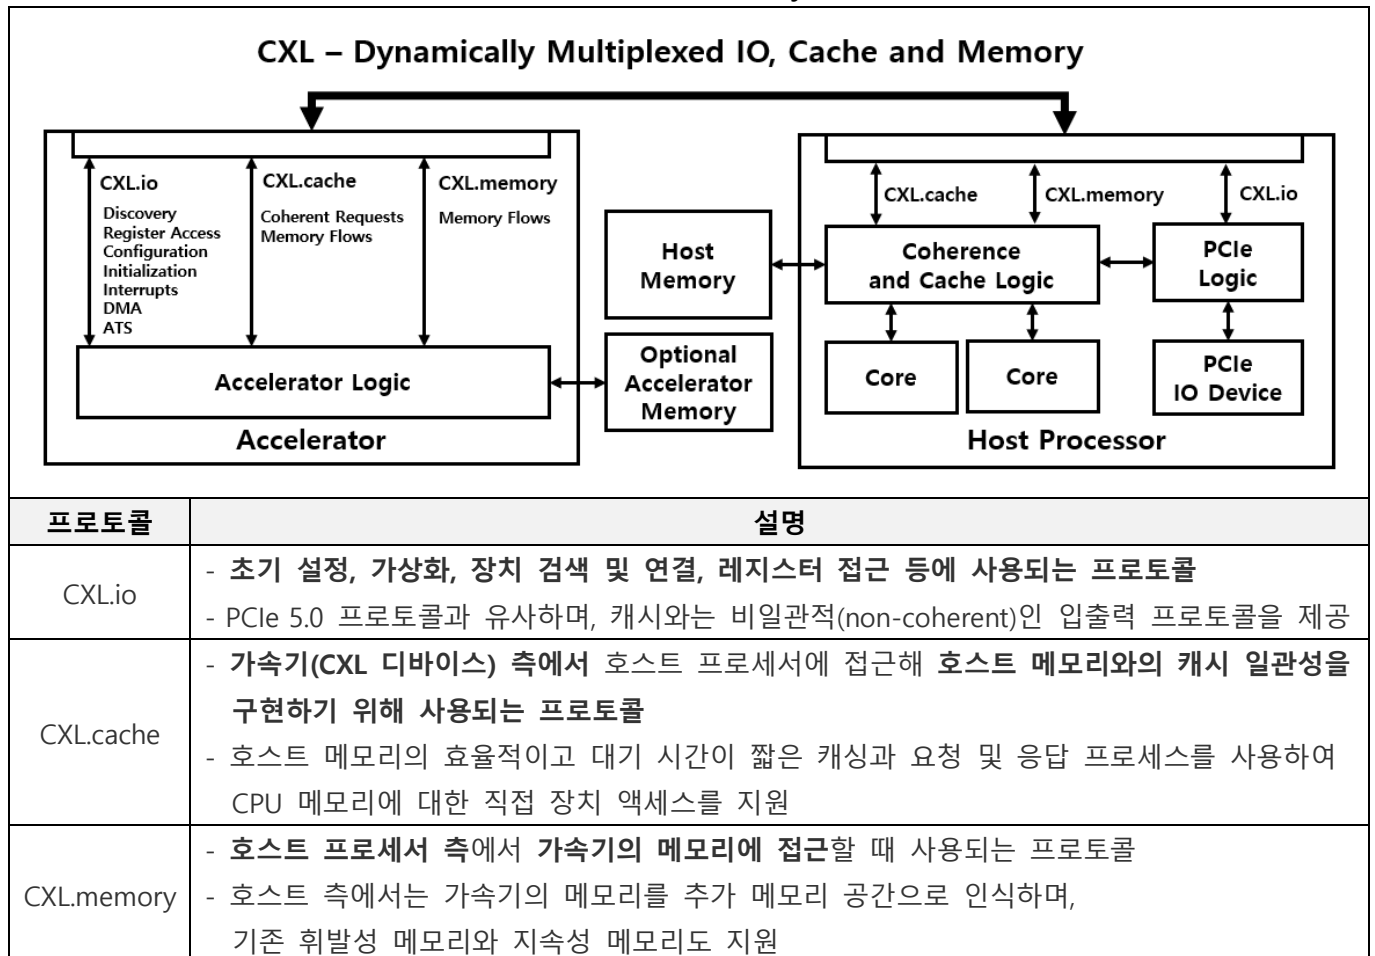 CXL – Dynamically Multiplexed IO, Cache and Memory
CXL.io
Discovery
Register Access
Configuration
Initialization
Interrupts
DMA
ATS
CXL.cache
Coherent Requests
Memory Flows
CXL.memory
Memory Flows
Accelerator Logic
Accelerator
Host
Memory
Optional
Accelerator
Memory
CXL.cache
CXL.memory
CXL.io
Coherence
and Cache Logic
PCIe
Logic
Core
Core
PCIe
IO Device
Host Processor
프로토콜
설명
CXL.io
- 초기 설정, 가상화, 장치 검색 및 연결, 레지스터 접근 등에 사용되는 프로토콜
- PCIe 5.0 프로토콜과 유사하며, 캐시와는 비일관적(non-coherent)인 입출력 프로토콜을 제공
CXL.cache
- 가속기(CXL 디바이스) 측에서 호스트 프로세서에 접근해 호스트 메모리와의 캐시 일관성을
구현하기 위해 사용되는 프로토콜
- 호스트 메모리의 효율적이고 대기 시간이 짧은 캐싱과 요청 및 응답 프로세스를 사용하여
CPU 메모리에 대한 직접 장치 액세스를 지원
CXL.memory
- 호스트 프로세서 측에서 가속기의 메모리에 접근할 때 사용되는 프로토콜
- 호스트 측에서는 가속기의 메모리를 추가 메모리 공간으로 인식하며,
기존 휘발성 메모리와 지속성 메모리도 지원